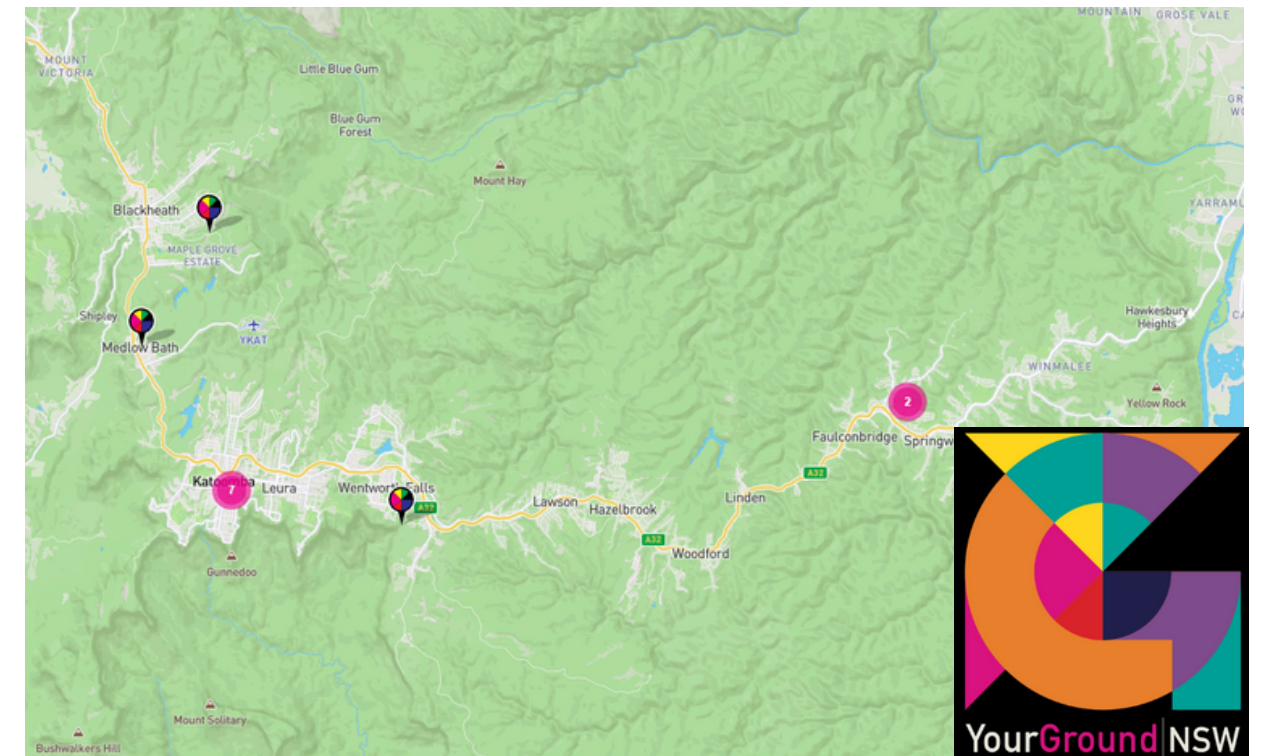 MOUNTAIN
GROSE VALE
MOUNT
VICTORIA
Little Blue Gum
Blue Gum
Forest
Mount Hay
YARRAMU
Blackheath
MAPLE GROVE
ESTATE
Shipley
Medlow Bath
YKAT
Hawkesbury
Heights
WINMALEE
Yellow Rock
2
Faulconbridge
Springw
A32
Katoomba
7
Leura
Wentworth Falls
A32
Lawson
Hazelbrook
Linden
A32
Woodford
Gunnedoo
Mount Solitary
Bushwalkers Hill
YourGround NSW